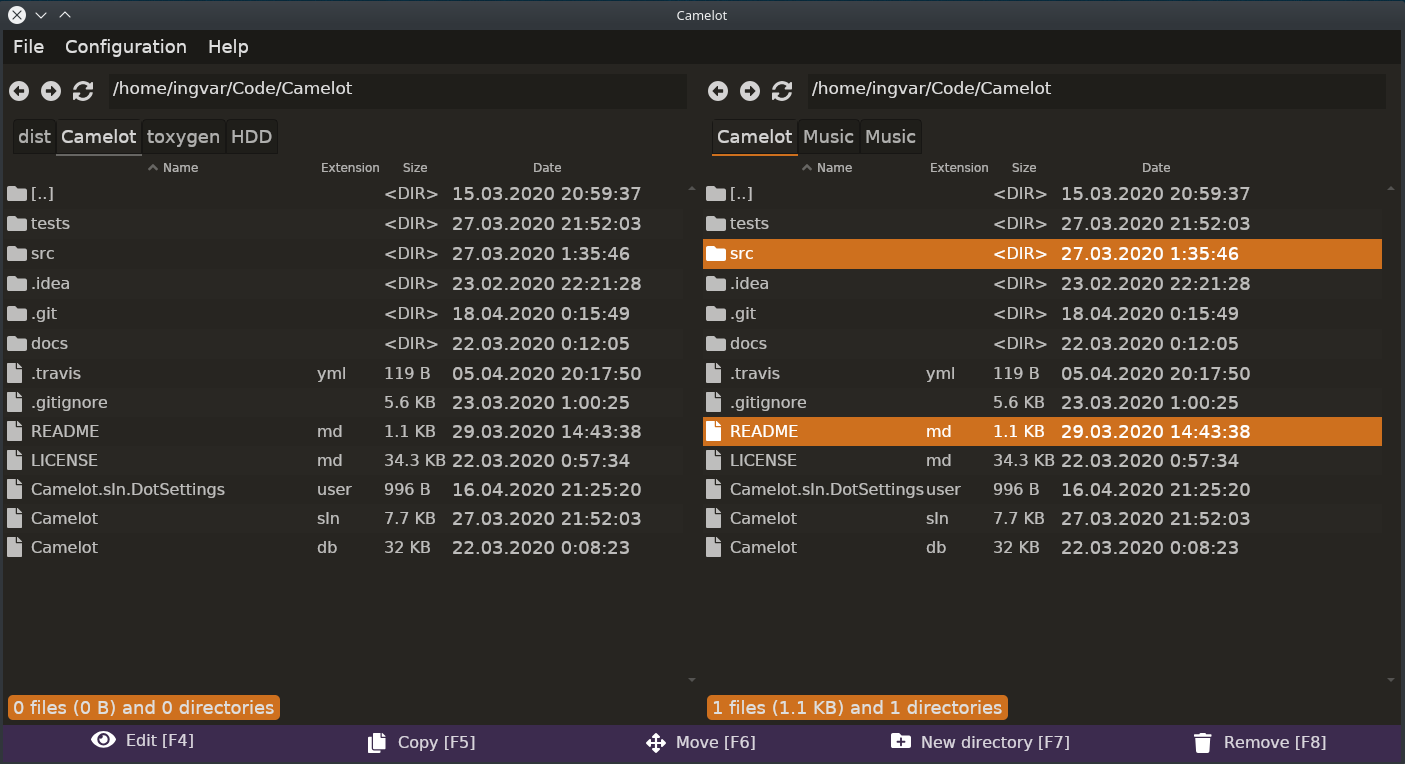 Camelot
File Configuration Help
/home/ingvar/Code/Camelot
dist Camelot toxygen HDD
Name Extension Size Date
[..] <DIR> 15.03.2020 20:59:37
tests <DIR> 27.03.2020 21:52:03
src <DIR> 27.03.2020 1:35:46
.idea <DIR> 23.02.2020 22:21:28
.git <DIR> 18.04.2020 0:15:49
docs <DIR> 22.03.2020 0:12:05
.travis yml 119 B 05.04.2020 20:17:50
.gitignore 5.6 KB 23.03.2020 1:00:25
README md 1.1 KB 29.03.2020 14:43:38
LICENSE md 34.3 KB 22.03.2020 0:57:34
Camelot.sln.DotSettings user 996 B 16.04.2020 21:25:20
Camelot sln 7.7 KB 27.03.2020 21:52:03
Camelot db 32 KB 22.03.2020 0:08:23
0 files (0 B) and 0 directories
/home/ingvar/Code/Camelot
Camelot Music Music
Name Extension Size Date
[..] <DIR> 15.03.2020 20:59:37
tests <DIR> 27.03.2020 21:52:03
src <DIR> 27.03.2020 1:35:46
.idea <DIR> 23.02.2020 22:21:28
.git <DIR> 18.04.2020 0:15:49
docs <DIR> 22.03.2020 0:12:05
.travis yml 119 B 05.04.2020 20:17:50
.gitignore 5.6 KB 23.03.2020 1:00:25
README md 1.1 KB 29.03.2020 14:43:38
LICENSE md 34.3 KB 22.03.2020 0:57:34
Camelot.sln.DotSettings user 996 B 16.04.2020 21:25:20
Camelot sln 7.7 KB 27.03.2020 21:52:03
Camelot db 32 KB 22.03.2020 0:08:23
1 files (1.1 KB) and 1 directories
Edit [F4] Copy [F5] Move [F6] New directory [F7] Remove [F8]